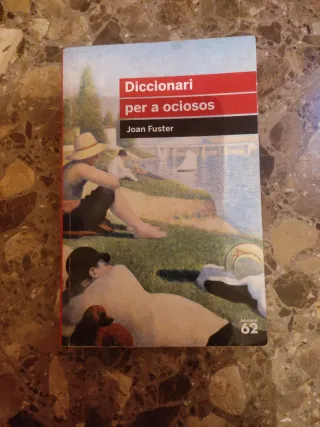 Diccionari
per a ociosos
Joan Fuster
62